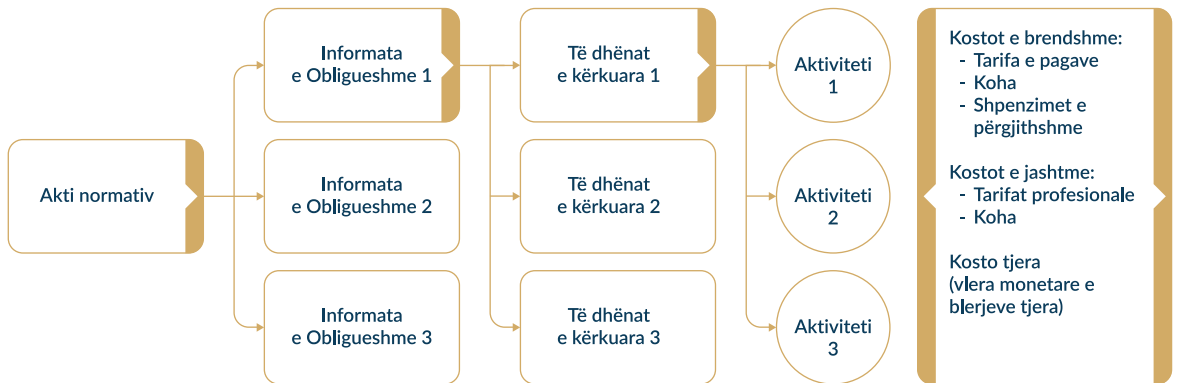 Akti normativ
Informata
e Obligueshme 1
Informata
e Obligueshme 2
Informata
e Obligueshme 3
Të dhënat
e kërkuara 1
Të dhënat
e kërkuara 2
Të dhënat
e kërkuara 3
Aktiviteti
1
Aktiviteti
2
Aktiviteti
3
Kostot e brendshme:
- Tarifa e pagave
- Koha
- Shpenzimet e
përgjithshme
Kostot e jashtme:
- Tarifat profesionale
- Koha
Kosto tjera
(vlera monetare e
blerjeve tjera)